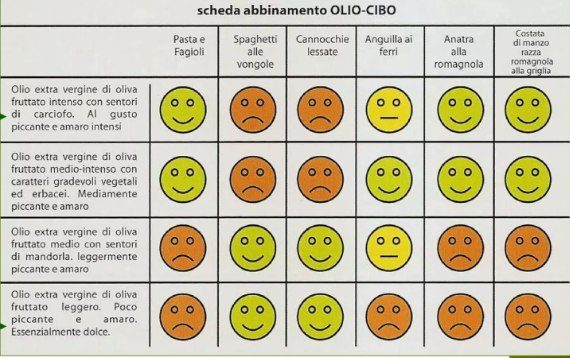 scheda abbinamento OLIO-CIBO
Pasta e
Fagioli
Spaghetti
alle
vongole
Cannocchie
lessate
Anguilla ai
ferri
Anatra
alla
romagnola
Costata
di manzo
razza
romagnola
alla griglia
Olio extra vergine di oliva
fruttato intenso con sentori
di carciofo. Al gusto
piccante e amaro intensi
Olio extra vergine di oliva
fruttato medio-intenso con
caratteri gradevoli vegetali
ed erbacei. Mediamente
piccante e amaro
Olio extra vergine di oliva
fruttato medio con sentori
di mandorla. leggermente
piccante e amaro
Olio extra vergine di oliva
fruttato leggero. Poco
piccante e amaro.
Essenzialmente dolce.